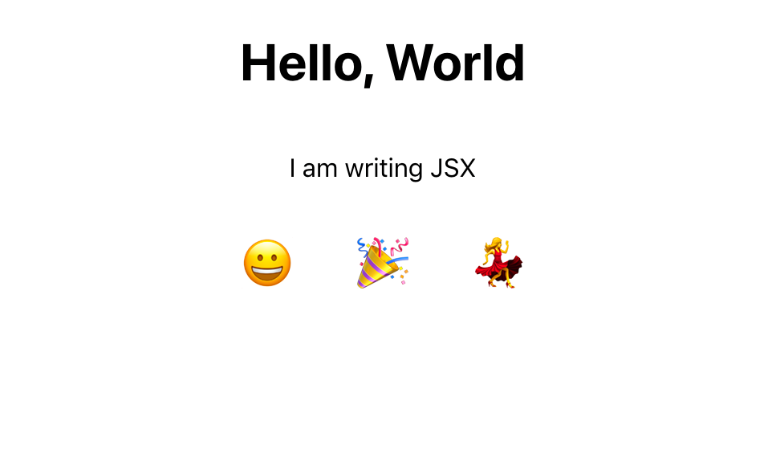 Hello, World
I am writing JSX
😀 🎉 💃